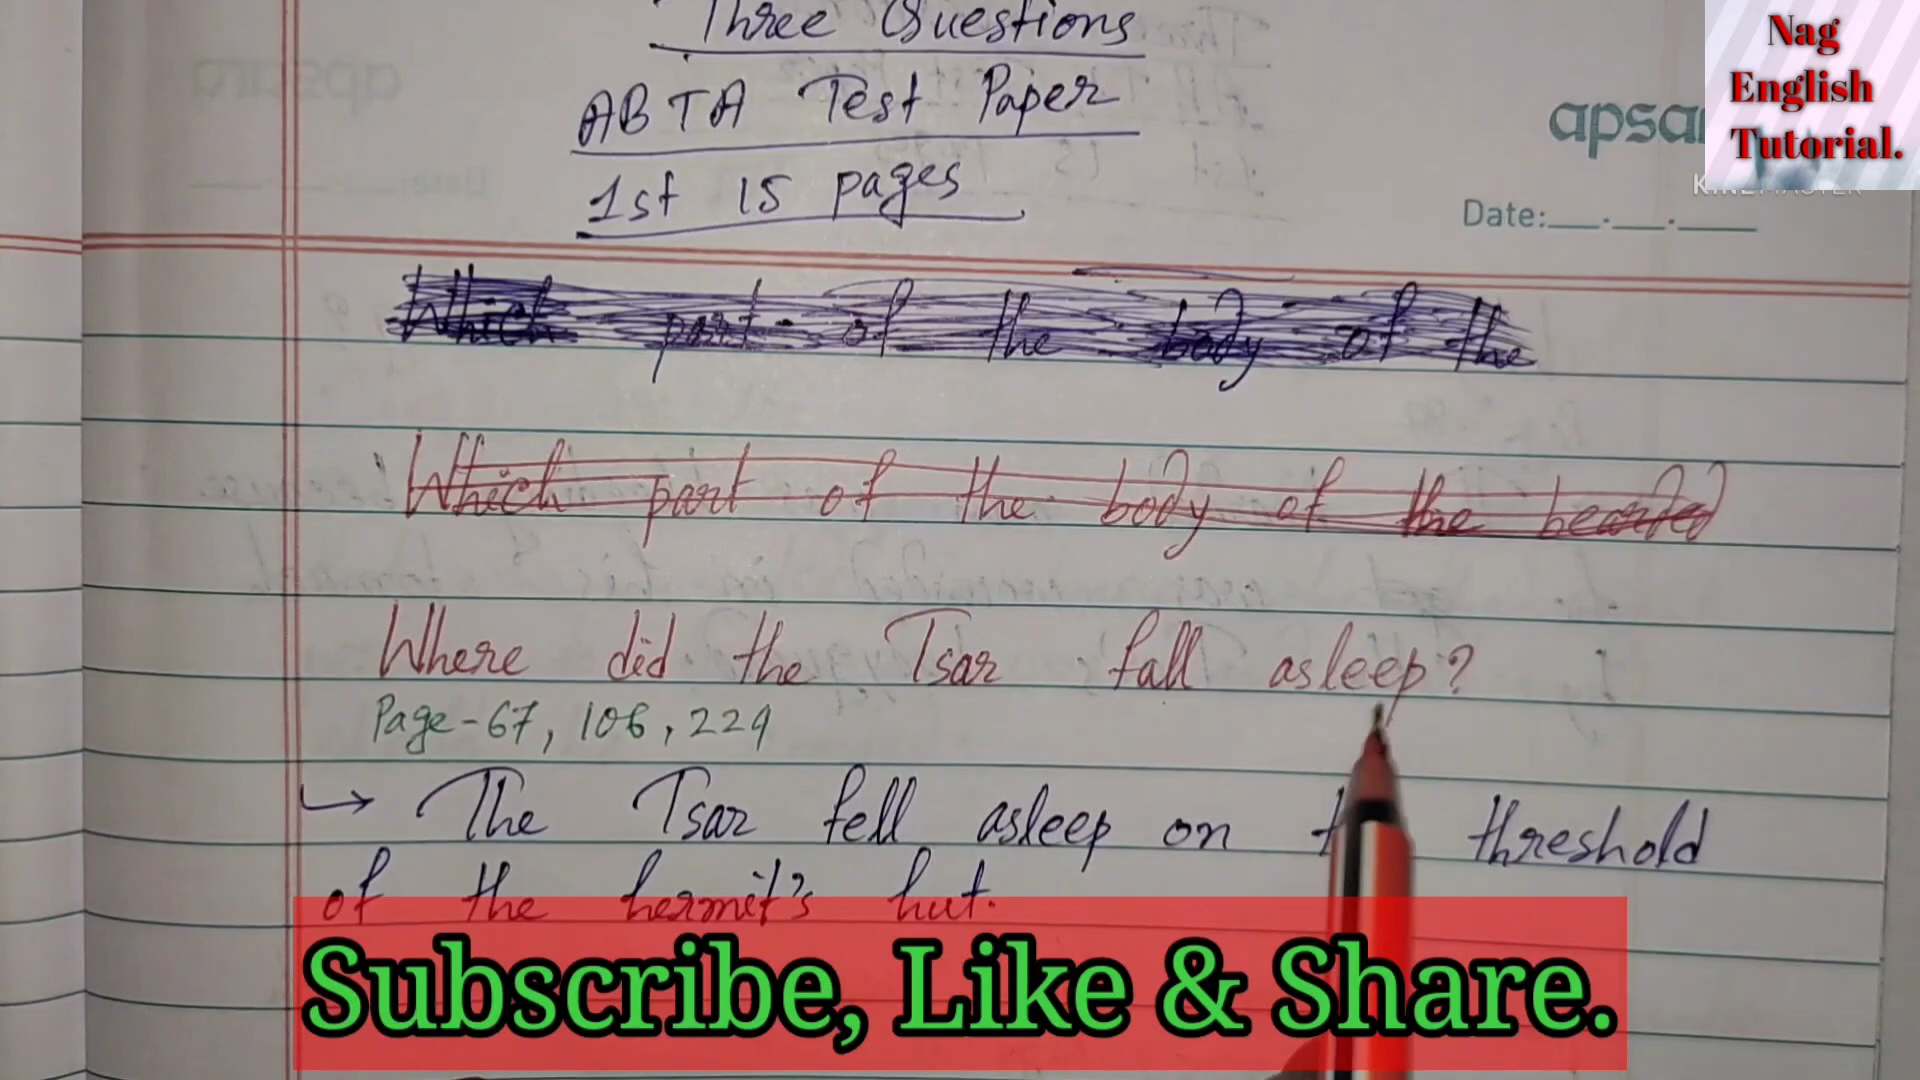 Three Questions
ABTA Test Paper
1st 15 pages
Nag
English
Tutorial.
apsa
Date:
Which part of the body of the
Which part of the body of the bearded
Where did the Tsar fall asleep?
Page-67, 106, 229
The Tsar fell asleep on threshold
of the hermit's hut.
Subscribe, Like & Share.